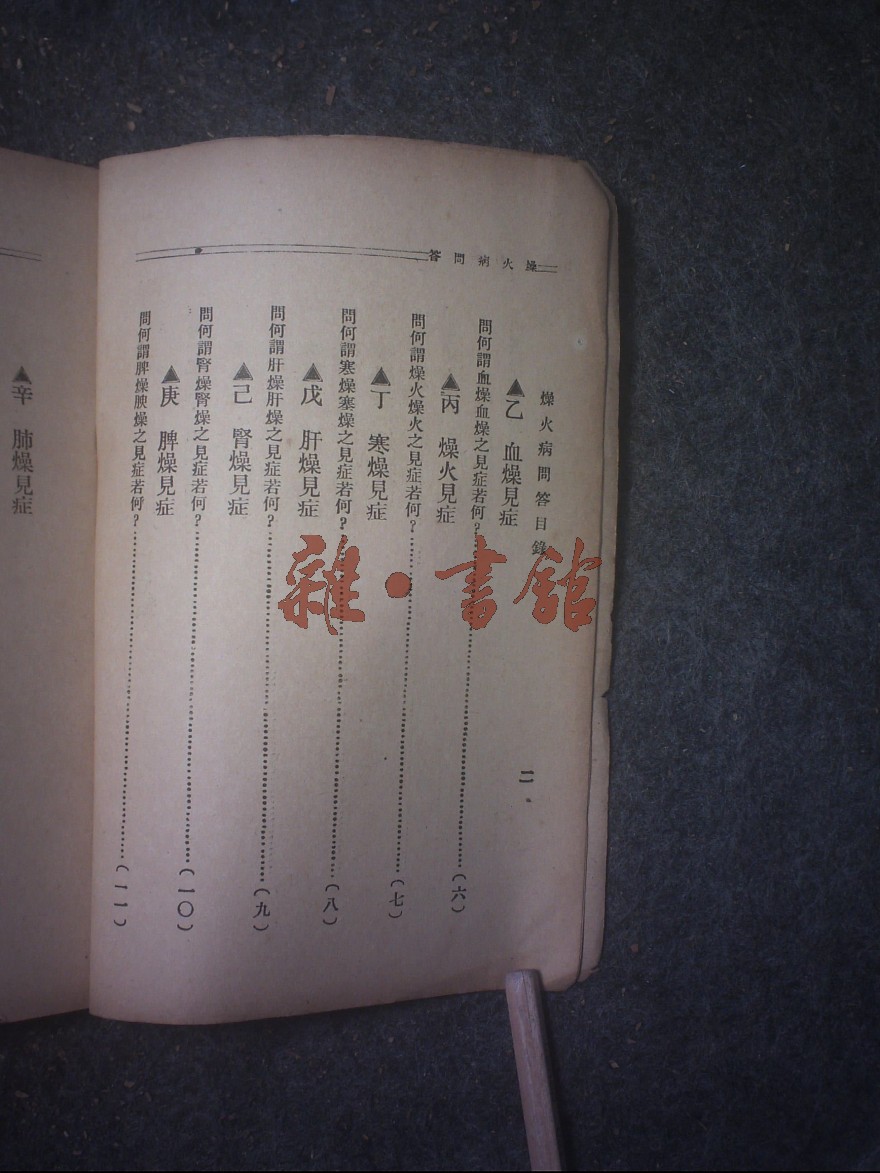 燥火病問答
燥火病問答目錄
二
▲乙 血燥見症
問何謂血燥血燥之見症若何?………(六)
▲丙 燥火見症
問何謂燥火燥火之見症若何?………(七)
▲丁 寒燥見症
問何謂寒燥寒燥之見症若何?………(八)
▲戊 肝燥見症
問何謂肝燥肝燥之見症若何?………(九)
▲己 腎燥見症
問何謂腎燥腎燥之見症若何?………(一〇)
▲庚 脾燥見症
問何謂脾燥脾燥之見症若何?………(一一)
▲辛 肺燥見症
雜·書館